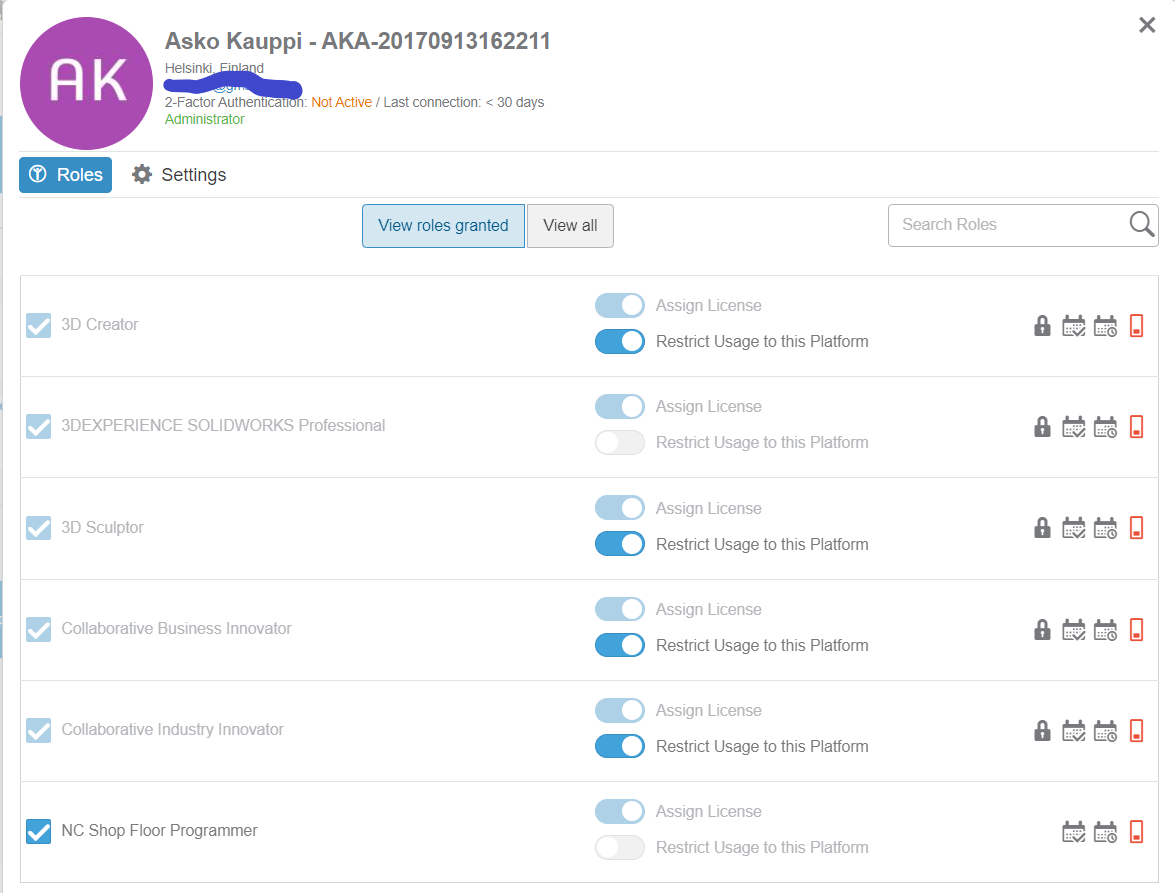 AK
Asko Kauppi - AKA-20170913162211
Helsinki, Finland
2-Factor Authentication: Not Active / Last connection: < 30 days
Administrator
Roles
Settings
View roles granted
View all
Search Roles
3D Creator
Assign License
Restrict Usage to this Platform
3DEXPERIENCE SOLIDWORKS Professional
Assign License
Restrict Usage to this Platform
3D Sculptor
Assign License
Restrict Usage to this Platform
Collaborative Business Innovator
Assign License
Restrict Usage to this Platform
Collaborative Industry Innovator
Assign License
Restrict Usage to this Platform
NC Shop Floor Programmer
Assign License
Restrict Usage to this Platform